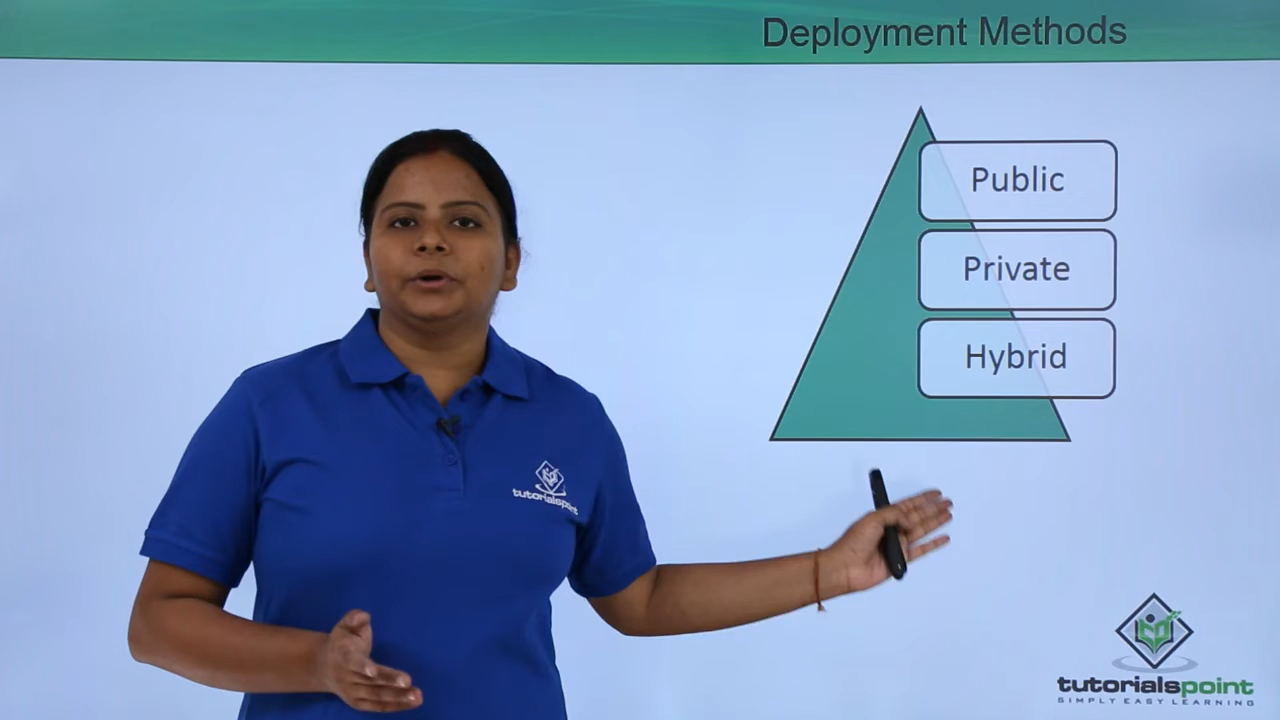 Deployment Methods
Public
Private
Hybrid
tutorialspoint
tutorialspoint
SIMPLY EASY LEARNING